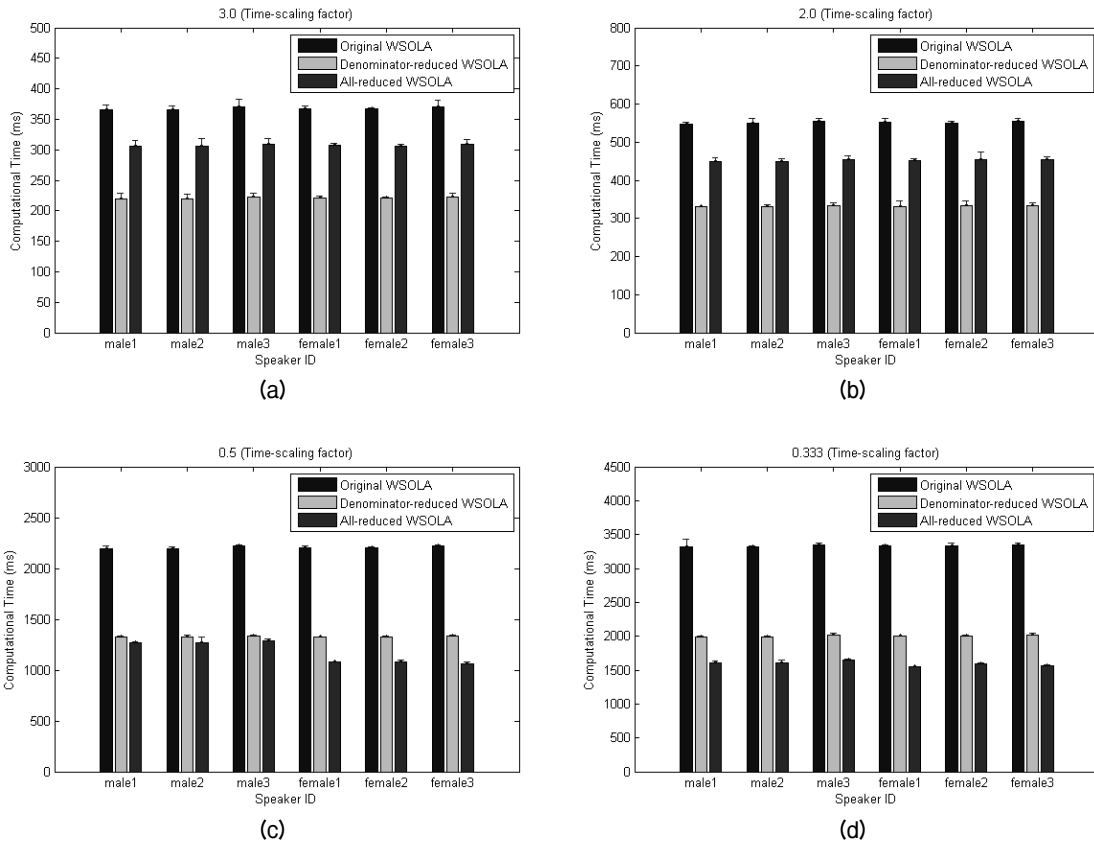 3.0 (Time-scaling factor)
500
450
400
350
300
250
200
150
100
50
0
Computational Time (ms)
Original WSOLA
Denominator-reduced WSOLA
All-reduced WSOLA
male1 male2 male3 female1 female2 female3
Speaker ID
(a)
2.0 (Time-scaling factor)
800
700
600
500
400
300
200
100
0
Computational Time (ms)
Original WSOLA
Denominator-reduced WSOLA
All-reduced WSOLA
male1 male2 male3 female1 female2 female3
Speaker ID
(b)
0.5 (Time-scaling factor)
3000
2500
2000
1500
1000
500
0
Computational Time (ms)
Original WSOLA
Denominator-reduced WSOLA
All-reduced WSOLA
male1 male2 male3 female1 female2 female3
Speaker ID
(c)
0.333 (Time-scaling factor)
4500
4000
3500
3000
2500
2000
1500
1000
500
0
Computational Time (ms)
Original WSOLA
Denominator-reduced WSOLA
All-reduced WSOLA
male1 male2 male3 female1 female2 female3
Speaker ID
(d)